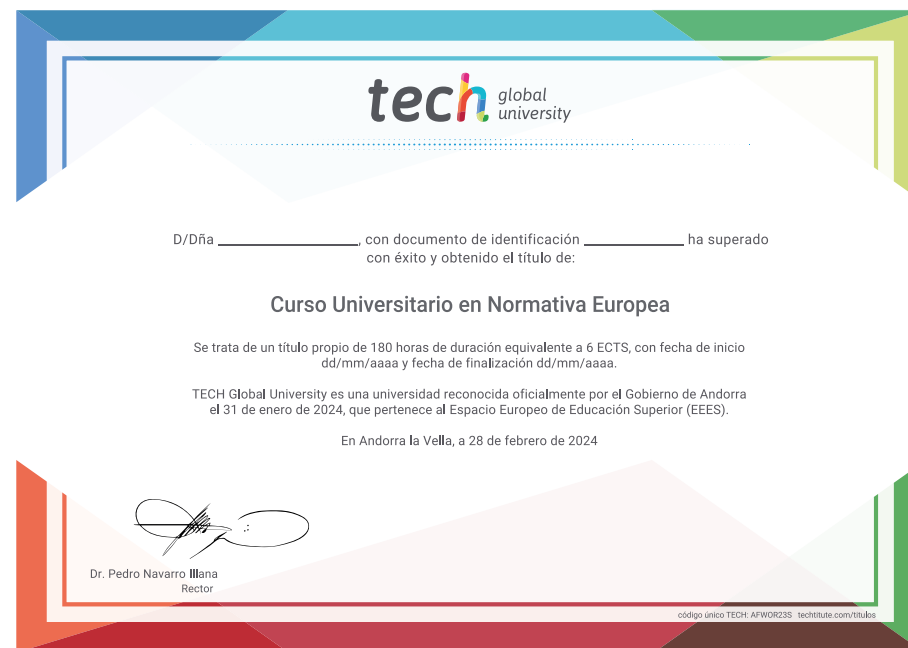 tech global university
D/Dña ____________, con documento de identificación ____________ ha superado
con éxito y obtenido el título de:
Curso Universitario en Normativa Europea
Se trata de un título propio de 180 horas de duración equivalente a 6 ECTS, con fecha de inicio
dd/mm/aaaa y fecha de finalización dd/mm/aaaa.
TECH Global University es una universidad reconocida oficialmente por el Gobierno de Andorra
el 31 de enero de 2024, que pertenece al Espacio Europeo de Educación Superior (EEES).
En Andorra la Vella, a 28 de febrero de 2024
Dr. Pedro Navarro Illana
Rector
código único TECH: AFWOR23S techtitute.com/titulos